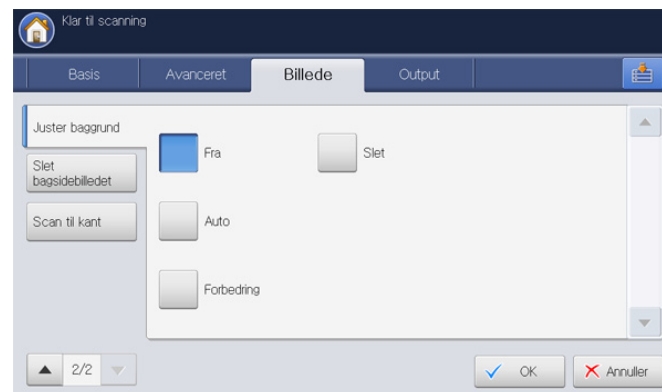 Klar til scanning
Basis
Avanceret
Billede
Output
Juster baggrund
Slet
bagsidebilledet
Scan til kant
Fra
Slet
Auto
Forbedring
2/2
OK
Annuller